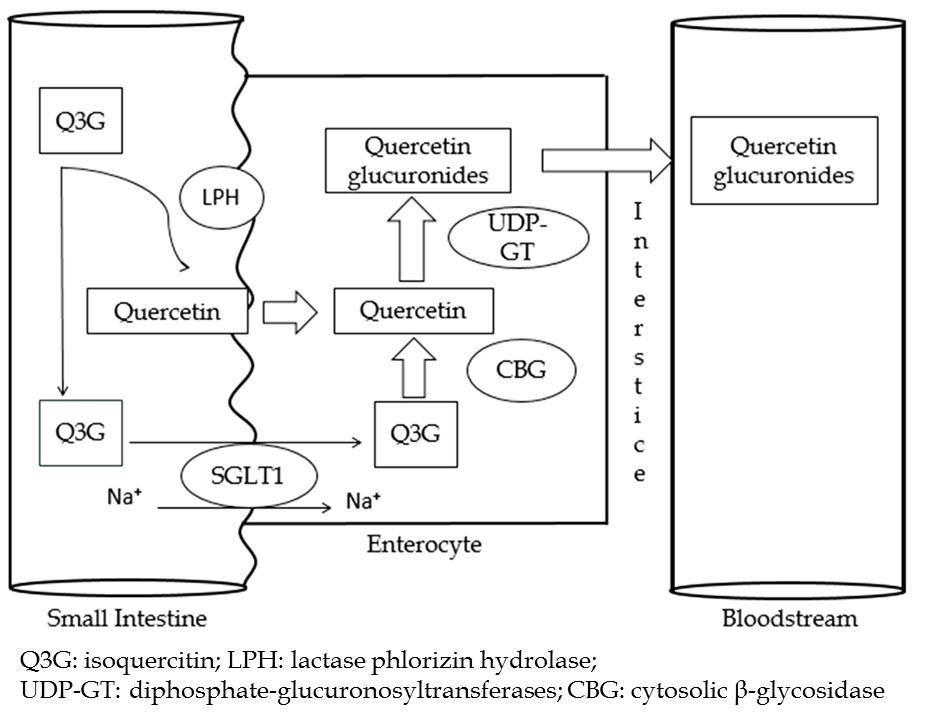 Q3G
LPH
Quercetin
Q3G
SGLT1
Na⁺
Na⁺
Quercetin
glucuronides
UDP-
GT
Quercetin
CBG
Q3G
Enterocyte
Interstice
Quercetin
glucuronides
Small Intestine
Bloodstream
Q3G: isoquercitin; LPH: lactase phlorizin hydrolase;
UDP-GT: diphosphate-glucuronosyltransferases; CBG: cytosolic β-glycosidase